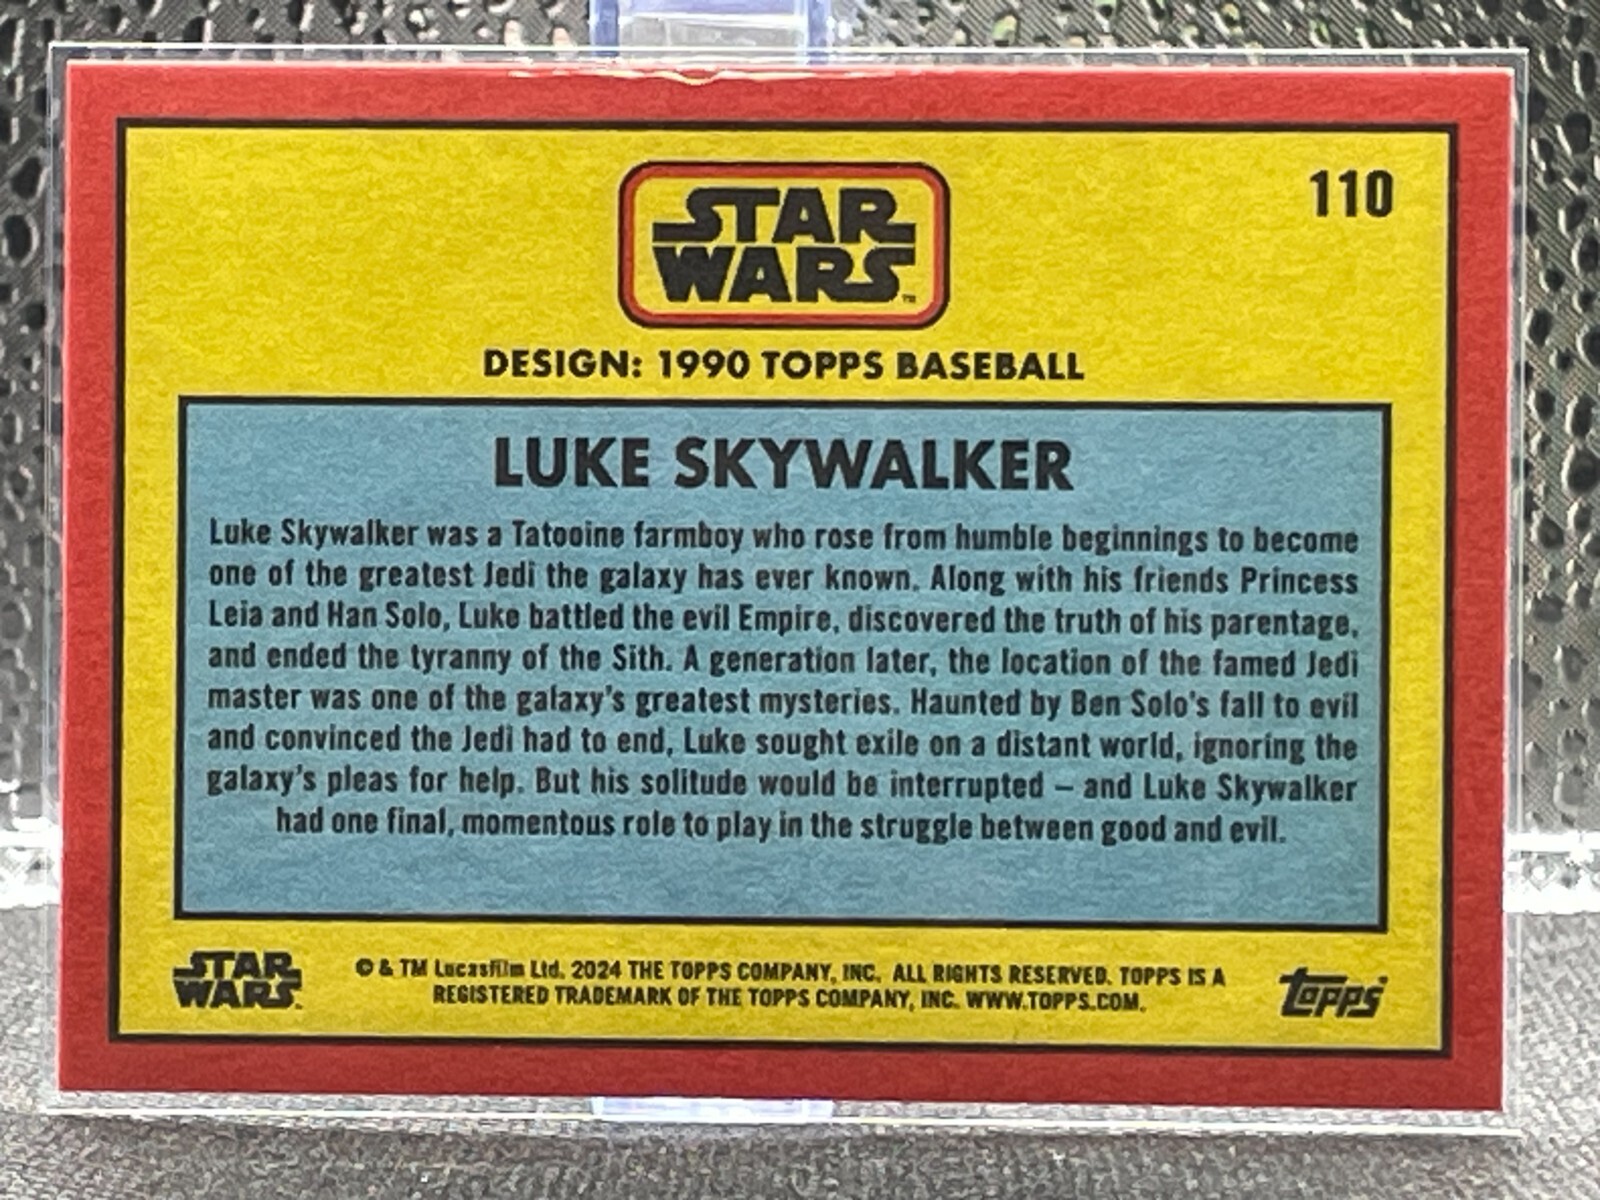 STAR
WARS
TM
110
DESIGN: 1990 TOPPS BASEBALL
LUKE SKYWALKER
Luke Skywalker was a Tatooine farmboy who rose from humble beginnings to become
one of the greatest Jedi the galaxy has ever known. Along with his friends Princess
Leia and Han Solo, Luke battled the evil Empire, discovered the truth of his parentage,
and ended the tyranny of the Sith. A generation later, the location of the famed Jedi
master was one of the galaxy's greatest mysteries. Haunted by Ben Solo's fall to evil
and convinced the Jedi had to end, Luke sought exile on a distant world, ignoring the
galaxy's pleas for help. But his solitude would be interrupted – and Luke Skywalker
had one final, momentous role to play in the struggle between good and evil.
STAR
WARS
© & TM Lucasfilm Ltd. 2024 THE TOPPS COMPANY, INC. ALL RIGHTS RESERVED. TOPPS IS A
REGISTERED TRADEMARK OF THE TOPPS COMPANY, INC. WWW.TOPPS.COM.
topps